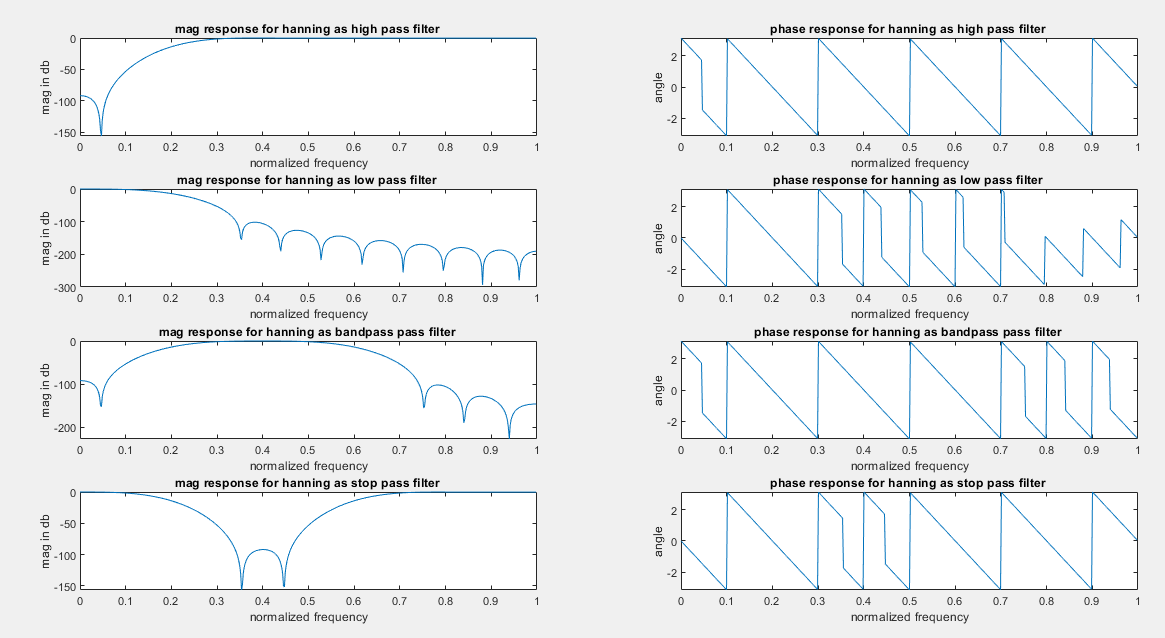 mag response for hanning as high pass filter
0
-50
-100
-150
mag in db
0 0.1 0.2 0.3 0.4 0.5 0.6 0.7 0.8 0.9 1
normalized frequency
phase response for hanning as high pass filter
2
0
-2
angle
0 0.1 0.2 0.3 0.4 0.5 0.6 0.7 0.8 0.9 1
normalized frequency
mag response for hanning as low pass filter
0
-100
-200
-300
mag in db
0 0.1 0.2 0.3 0.4 0.5 0.6 0.7 0.8 0.9 1
normalized frequency
phase response for hanning as low pass filter
2
0
-2
angle
0 0.1 0.2 0.3 0.4 0.5 0.6 0.7 0.8 0.9 1
normalized frequency
mag response for hanning as bandpass pass filter
0
-100
-200
mag in db
0 0.1 0.2 0.3 0.4 0.5 0.6 0.7 0.8 0.9 1
normalized frequency
phase response for hanning as bandpass pass filter
2
0
-2
angle
0 0.1 0.2 0.3 0.4 0.5 0.6 0.7 0.8 0.9 1
normalized frequency
mag response for hanning as stop pass filter
0
-50
-100
-150
mag in db
0 0.1 0.2 0.3 0.4 0.5 0.6 0.7 0.8 0.9 1
normalized frequency
phase response for hanning as stop pass filter
2
0
-2
angle
0 0.1 0.2 0.3 0.4 0.5 0.6 0.7 0.8 0.9 1
normalized frequency